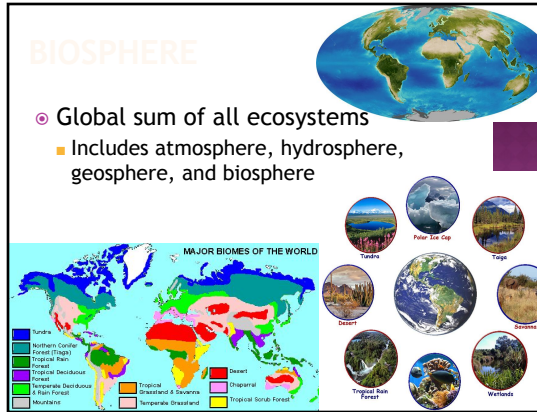 BIOSPHERE
Global sum of all ecosystems
Includes atmosphere, hydrosphere,
geosphere, and biosphere
MAJOR BIOMES OF THE WORLD
Tundra
Northern Conifer
Forest (Tiaga)
Tropical Rain
Forest
Tropical Deciduous
Forest
Temperate Deciduous
& Rain Forest
Mountains
Tropical
Grassland & Savanna
Temperate Grassland
Desert
Chaparral
Tropical Scrub Forest
Polar Ice Cap
Tundra
Taiga
Desert
Savanna
Tropical Rain
Forest
Wetlands